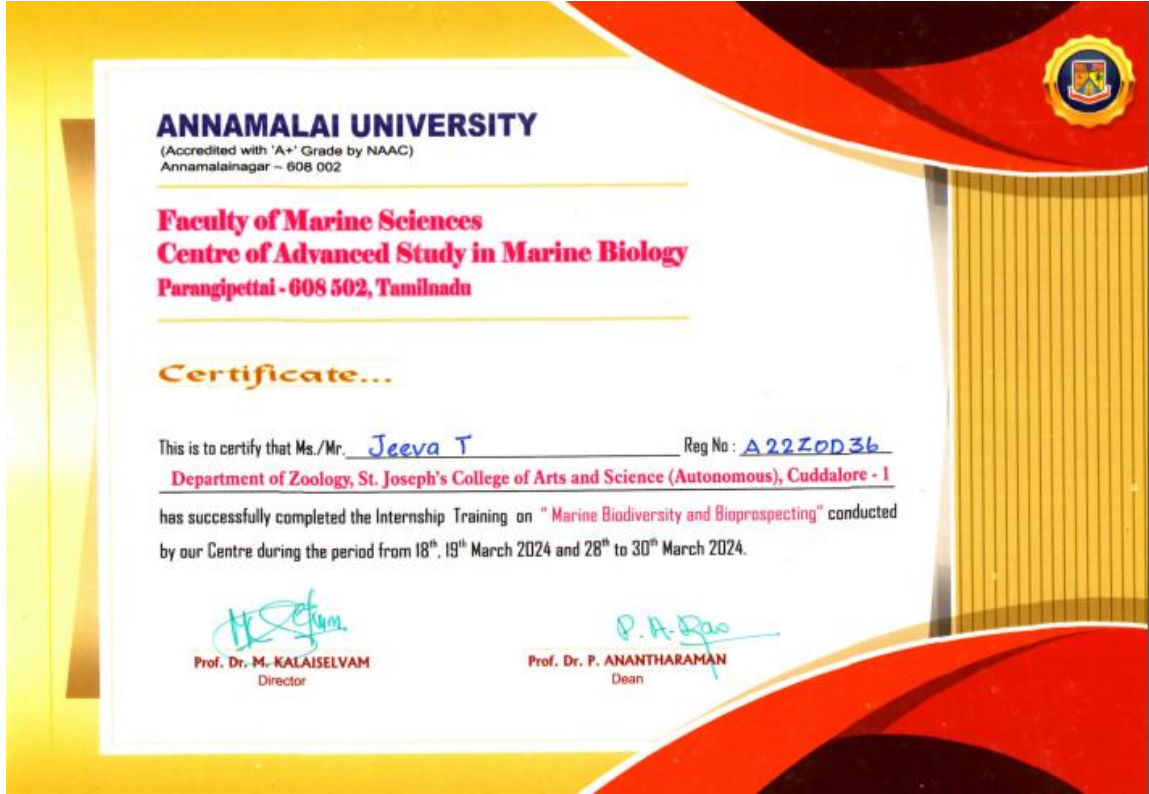 ANNAMALAI UNIVERSITY
(Accredited with 'A+' Grade by NAAC)
Annamalainagar – 608 002
Faculty of Marine Sciences
Centre of Advanced Study in Marine Biology
Parangipettai - 608 502, Tamilnadu
Certificate...
This is to certify that Ms./Mr. Jeeva T Reg No : A22ZOD36
Department of Zoology, St. Joseph's College of Arts and Science (Autonomous), Cuddalore - 1
has successfully completed the Internship Training on " Marine Biodiversity and Bioprospecting" conducted
by our Centre during the period from 18th, 19th March 2024 and 28th to 30th March 2024.
P. A. Rao
Prof. Dr. M. KALAISELVAM Prof. Dr. P. ANANTHARAMAN
Director Dean